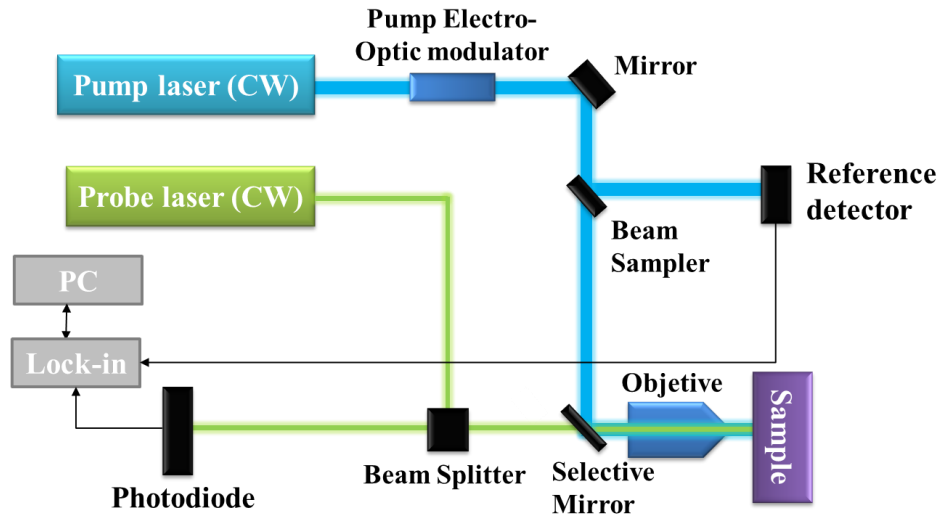 Pump Electro-
Optic modulator
Pump laser (CW)
Mirror
Probe laser (CW)
Reference
detector
Beam
Sampler
PC
Lock-in
Objetive
Sample
Beam Splitter
Selective
Mirror
Photodiode